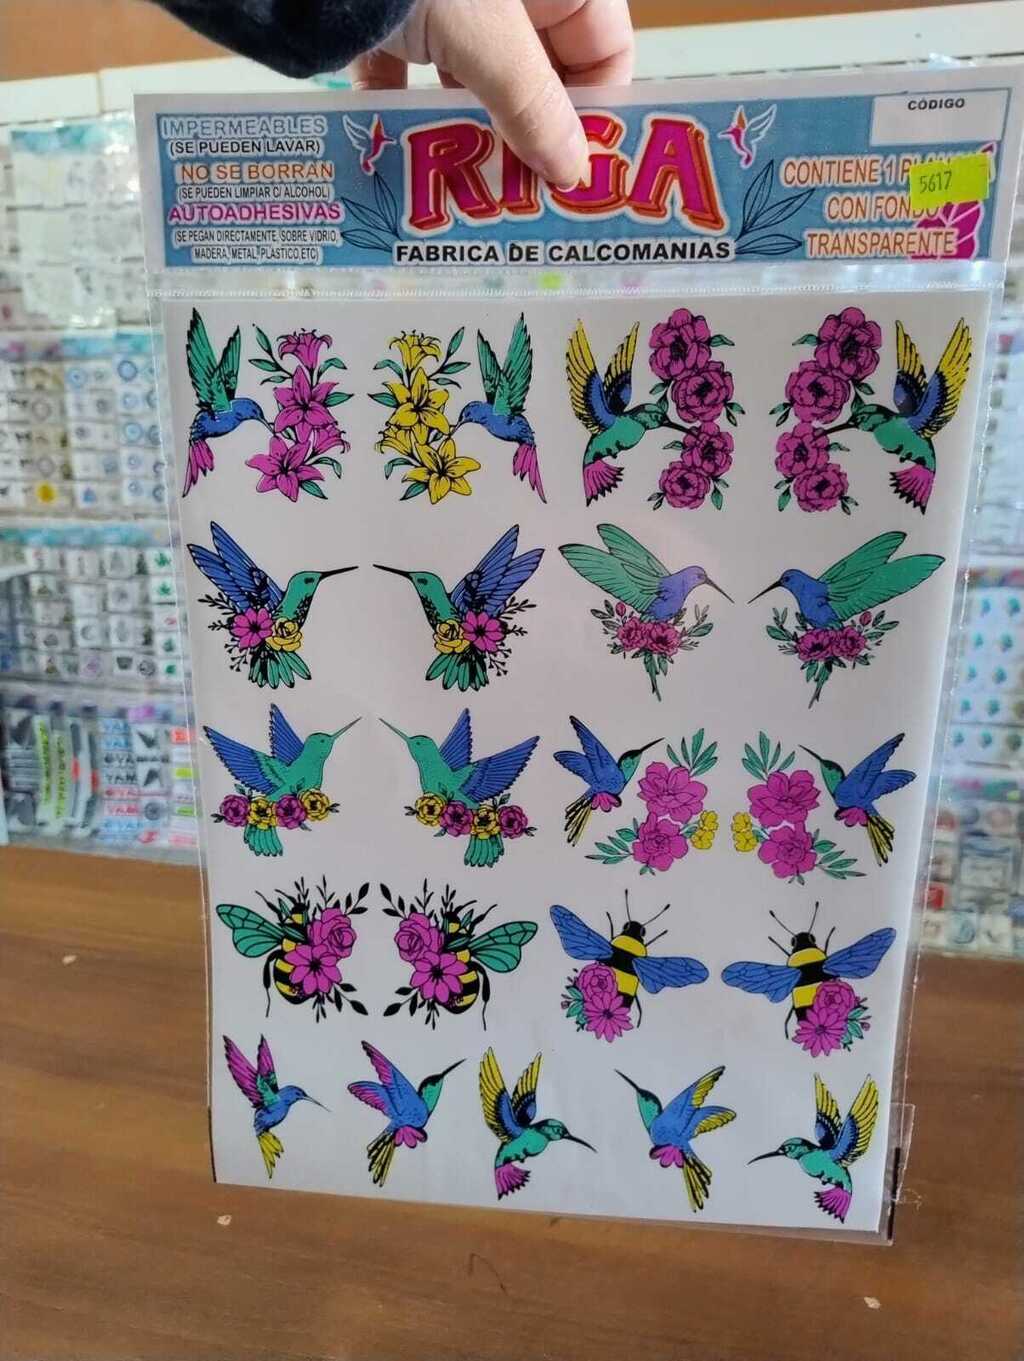 IMPERMEABLES
(SE PUEDEN LAVAR)
NO SE BORRAN
(SE PUEDEN LIMPIAR C/ ALCOHOL)
AUTOADHESIVAS
(SE PEGAN DIRECTAMENTE, SOBRE VIDRIO,
MADERA, METAL, PLASTICO, ETC)
RIGA
FABRICA DE CALCOMANIAS
CÓDIGO
5617
CONTIENE 1
CON FONDO
TRANSPARENTE